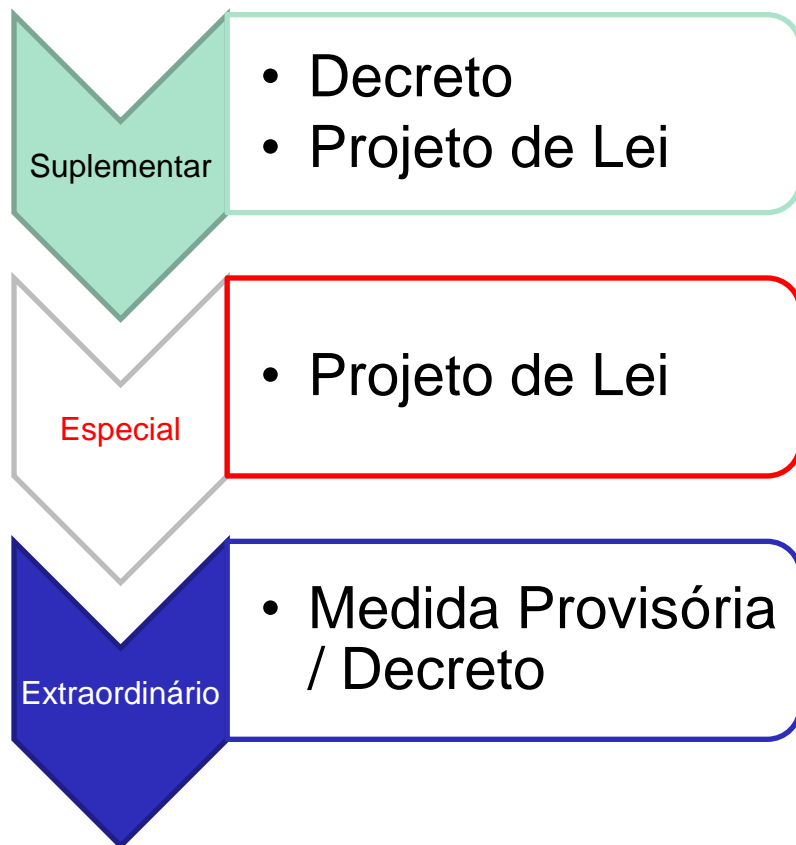 Suplementar
• Decreto
• Projeto de Lei
Especial
• Projeto de Lei
Extraordinário
• Medida Provisória
/ Decreto